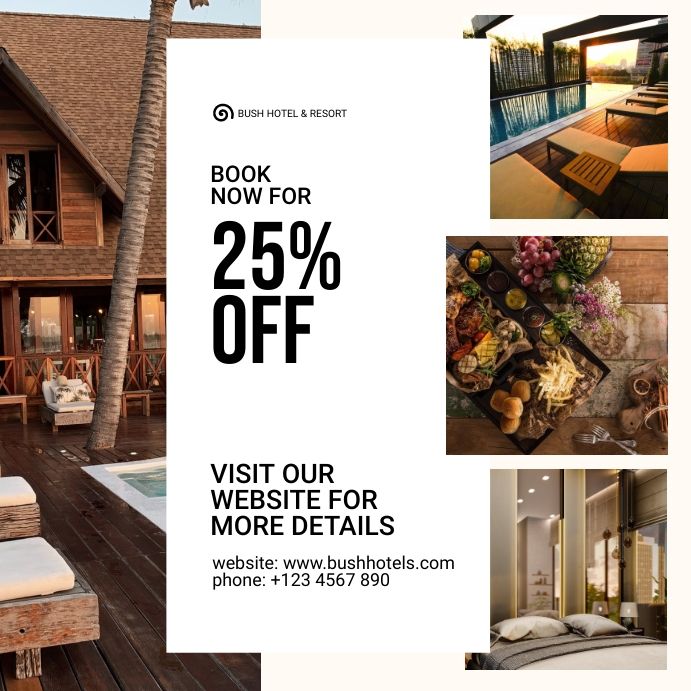 BUSH HOTEL & RESORT
BOOK
NOW FOR
25%
OFF
VISIT OUR
WEBSITE FOR
MORE DETAILS
website: www.bushhotels.com
phone: +123 4567 890